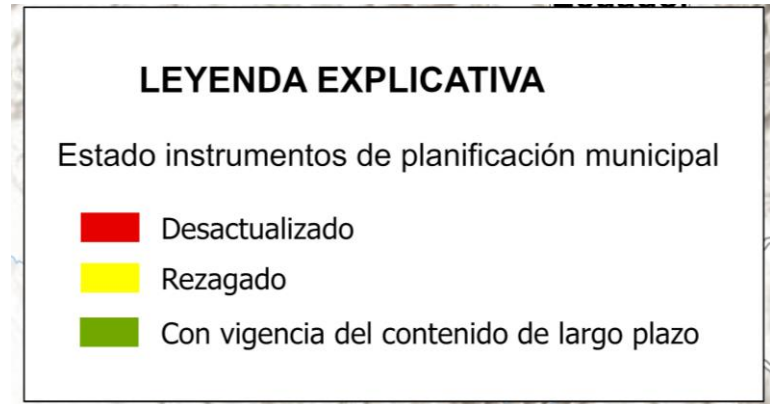 LEYENDA EXPLICATIVA
Estado instrumentos de planificación municipal
Desactualizado
Rezagado
Con vigencia del contenido de largo plazo